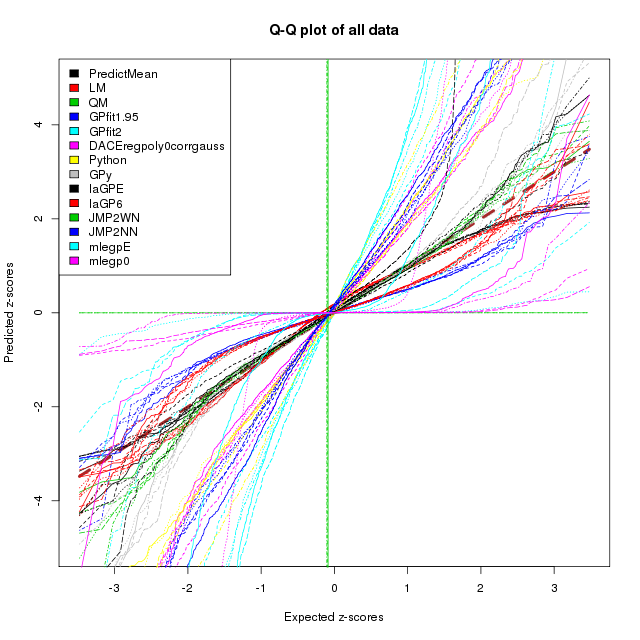 Q-Q plot of all data
PredictMean
LM
QM
GPfit1.95
GPfit2
DACEregpoly0corrgauss
Python
GPy
laGPE
laGP6
JMP2WN
JMP2NN
mlegpE
mlegp0
4
2
0
-2
-4
Predicted z-scores
-3
-2
-1
0
1
2
3
Expected z-scores